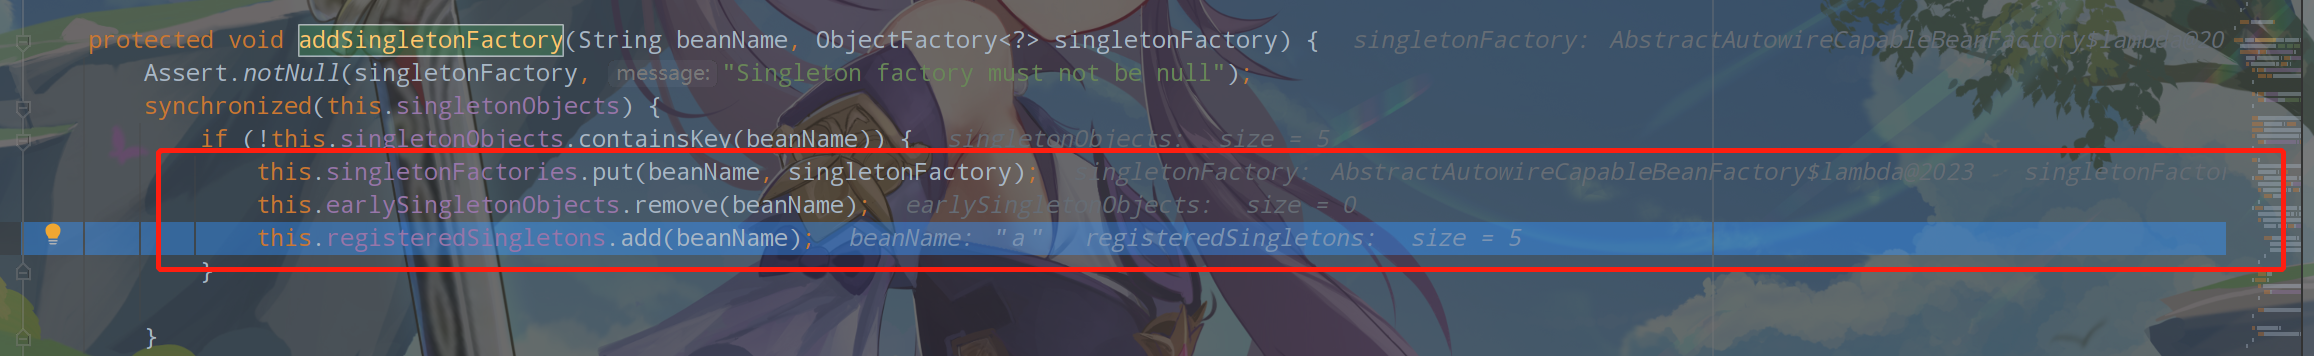 protected void addSingletonFactory(String beanName, ObjectFactory<?> singletonFactory) { singletonFactory: AbstractAutowireCapableBeanFactory$lambda@20
Assert.notNull(singletonFactory, message: "Singleton factory must not be null");
synchronized(this.singletonObjects) {
if (!this.singletonObjects.containsKey(beanName)) { singletonObjects: size = 5
this.singletonFactories.put(beanName, singletonFactory); singletonFactory: AbstractAutowireCapableBeanFactory$lambda@2023 - singletonFactor
this.earlySingletonObjects.remove(beanName); earlySingletonObjects: size = 0
this.registeredSingletons.add(beanName); beanName: "a" registeredSingletons: size = 5
}
}